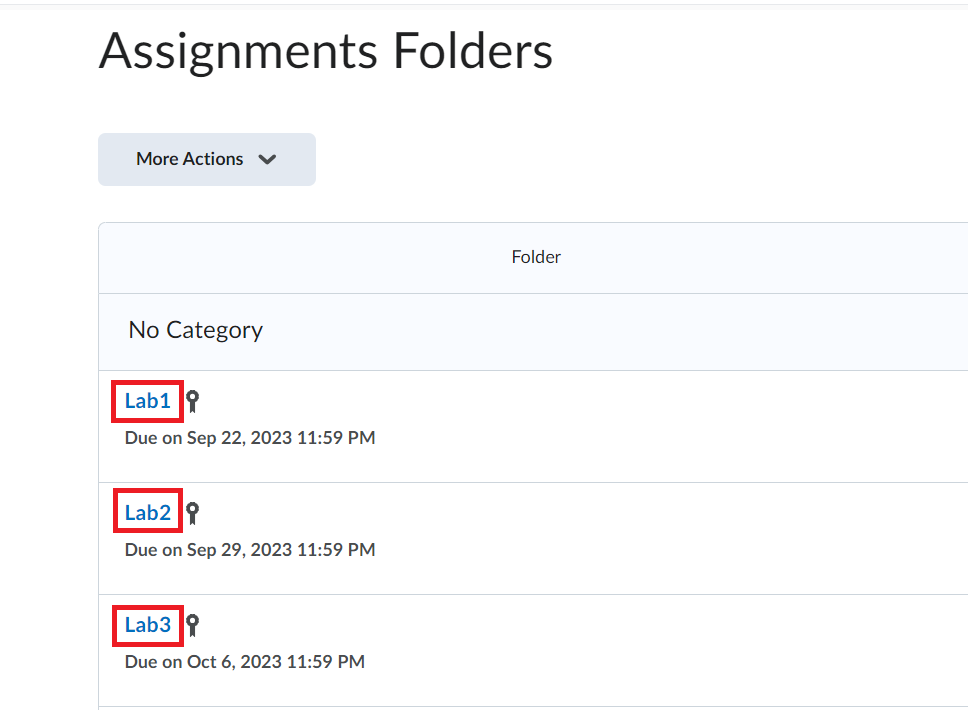 Assignments Folders
More Actions
Folder
No Category
Lab1
Due on Sep 22, 2023 11:59 PM
Lab2
Due on Sep 29, 2023 11:59 PM
Lab3
Due on Oct 6, 2023 11:59 PM